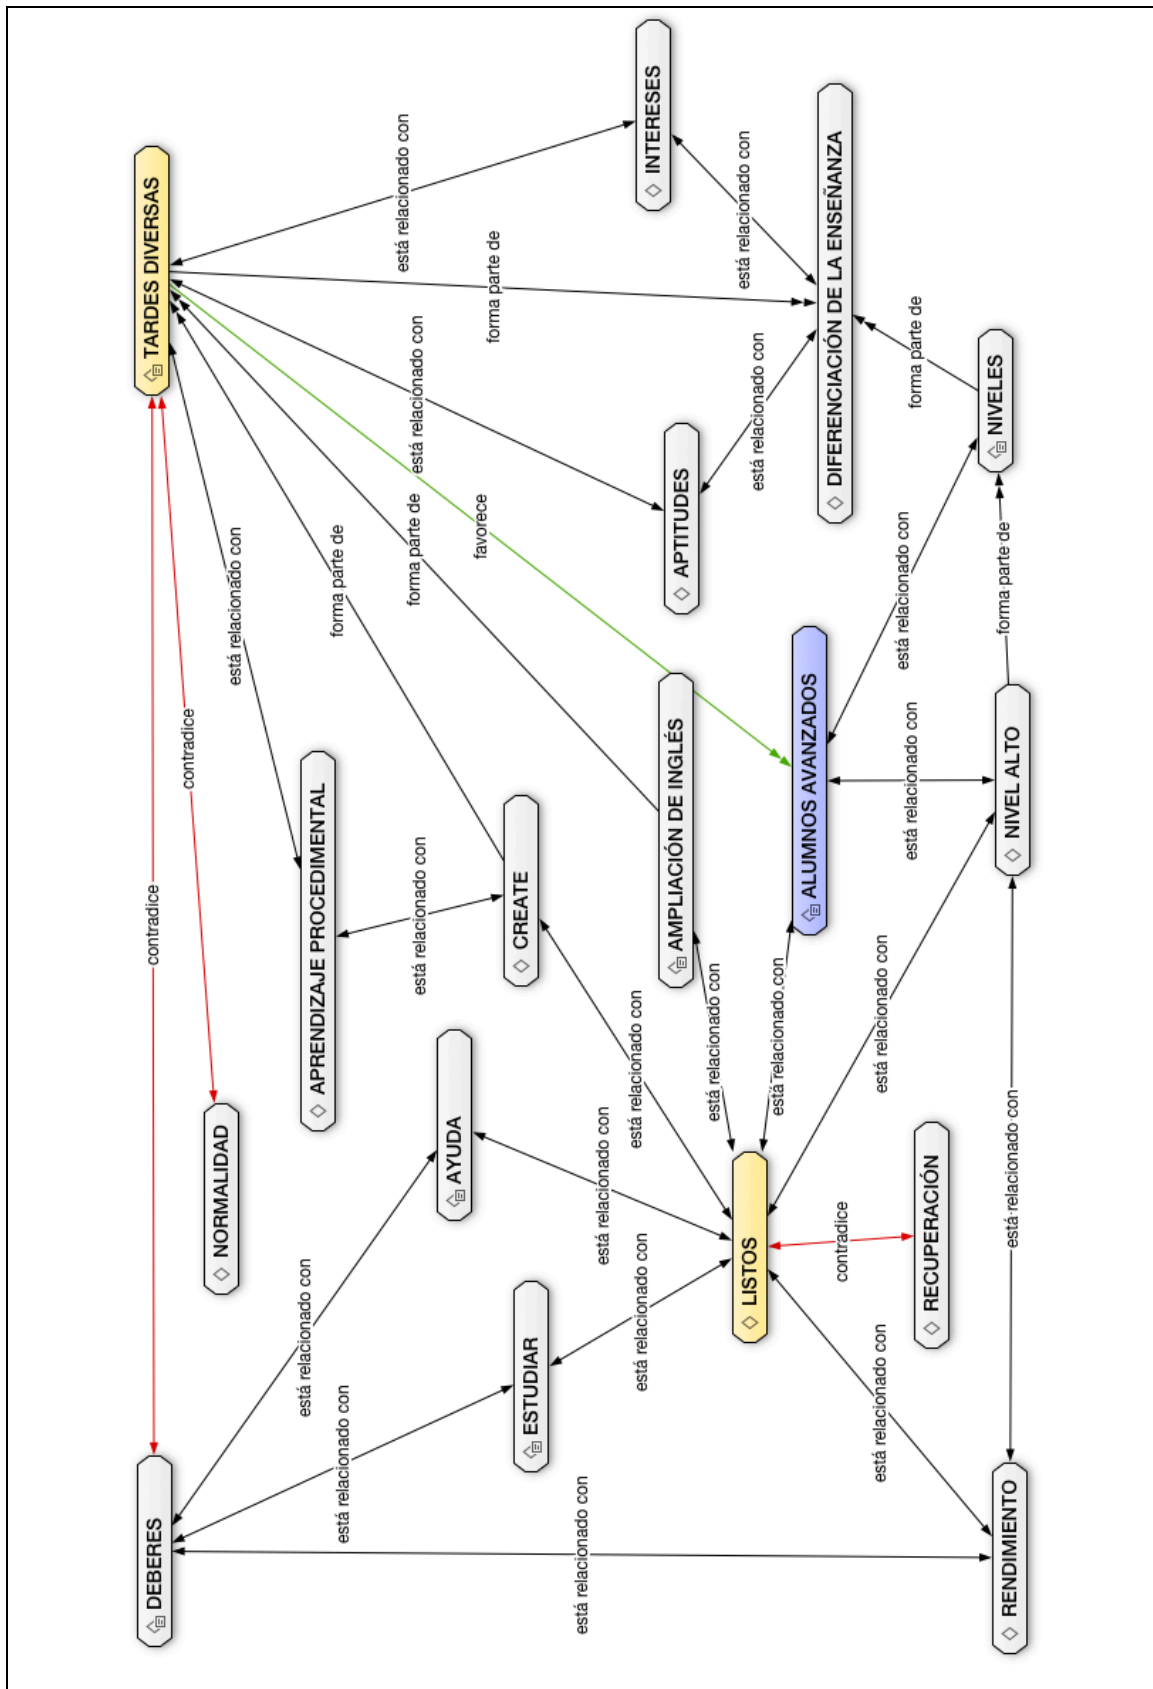 DEBERES
contradice
TARDES DIVERSAS
contradice
NORMALIDAD
está relacionado con
está relacionado con
APRENDIZAJE PROCEDIMENTAL
forma parte de
está relacionado con
está relacionado con
forma parte de
está relacionado con
está relacionado con
AYUDA
favorece
forma parte de
CREATE
ESTUDIAR
está relacionado con
está relacionado con
está relacionado con
está relacionado con
INTERESES
AMPLIACIÓN DE INGLÉS
APTITUDES
está relacionado con
está relacionado con
LISTOS
está relacionado con
está relacionado con
ALUMNOS AVANZADOS
DIFERENCIACIÓN DE LA ENSEÑANZA
contradice
está relacionado con
está relacionado con
está relacionado con
está relacionado con
forma parte de
RECUPERACIÓN
NIVELES
forma parte de
RENDIMIENTO
está relacionado con
NIVEL ALTO